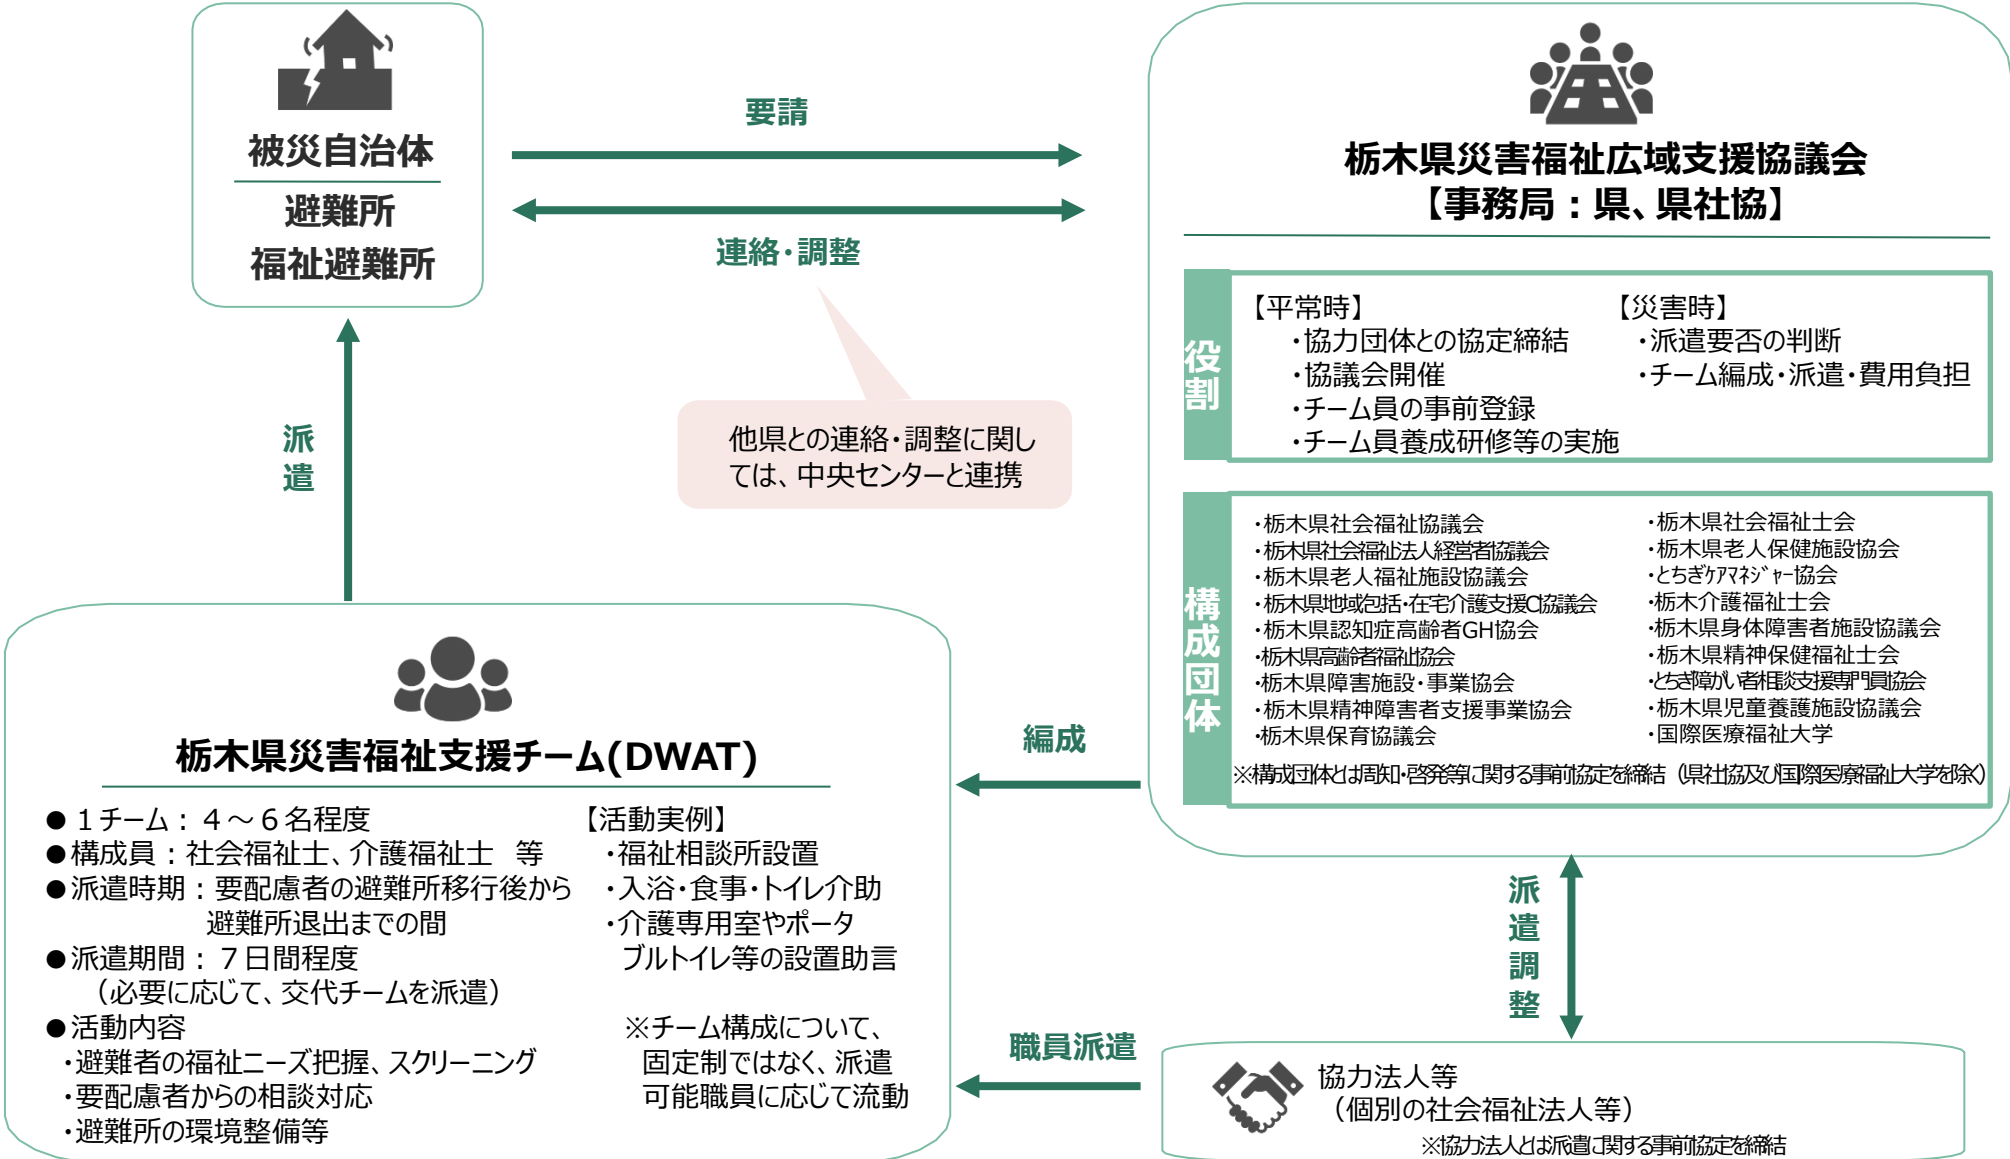 被災自治体
避難所
福祉避難所
要請
連絡・調整
他県との連絡・調整に関し
ては、中央センターと連携
派遣
栃木県災害福祉広域支援協議会
【事務局：県、県社協】
役割
【平常時】
・協力団体との協定締結
・協議会開催
・チーム員の事前登録
・チーム員養成研修等の実施
【災害時】
・派遣要否の判断
・チーム編成・派遣・費用負担
構成団体
・栃木県社会福祉協議会
・栃木県社会福祉法人経営者協議会
・栃木県老人福祉施設協議会
・栃木県地域包括・在宅介護支援C協議会
・栃木県認知症高齢者GH協会
・栃木県高齢者福祉協会
・栃木県障害施設・事業協会
・栃木県精神障害者支援事業協会
・栃木県保育協議会
・栃木県社会福祉士会
・栃木県老人保健施設協会
・とちぎｹｱﾏﾈｼﾞｬｰ協会
・栃木介護福祉士会
・栃木県身体障害者施設協議会
・栃木県精神保健福祉士会
・とちぎ障がい者相談支援専門員協会
・栃木県児童養護施設協議会
・国際医療福祉大学
※構成団体とは周知・啓発等に関する事前協定を締結（県社協及び国際医療福祉大学を除く）
編成
栃木県災害福祉支援チーム(DWAT)
●１チーム：４～６名程度
●構成員：社会福祉士、介護福祉士　等
●派遣時期：要配慮者の避難所移行後から
避難所退出までの間
●派遣期間：７日間程度
（必要に応じて、交代チームを派遣）
●活動内容
・避難者の福祉ニーズ把握、スクリーニング
・要配慮者からの相談対応
・避難所の環境整備等
【活動実例】
・福祉相談所設置
・入浴・食事・トイレ介助
・介護専用室やポータ
ブルトイレ等の設置助言
※チーム構成について、
固定制ではなく、派遣
可能職員に応じて流動
派遣調整
職員派遣
協力法人等
（個別の社会福祉法人等）
※協力法人とは派遣に関する事前協定を締結